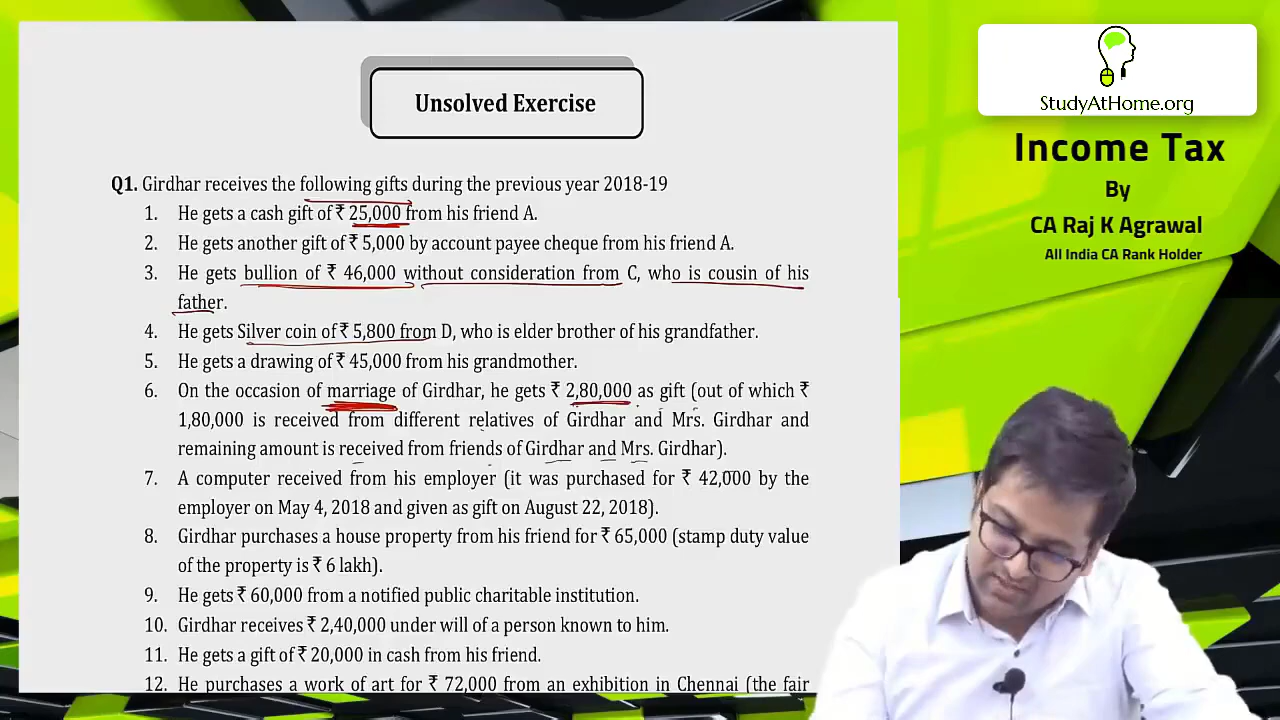 Unsolved Exercise
Q1. Girdhar receives the following gifts during the previous year 2018-19
1. He gets a cash gift of ₹ 25,000 from his friend A.
2. He gets another gift of ₹ 5,000 by account payee cheque from his friend A.
3. He gets bullion of ₹ 46,000 without consideration from C, who is cousin of his
father.
4. He gets Silver coin of ₹ 5,800 from D, who is elder brother of his grandfather.
5. He gets a drawing of ₹ 45,000 from his grandmother.
6. On the occasion of marriage of Girdhar, he gets ₹ 2,80,000 as gift (out of which ₹
1,80,000 is received from different relatives of Girdhar and Mrs. Girdhar and
remaining amount is received from friends of Girdhar and Mrs. Girdhar).
7. A computer received from his employer (it was purchased for ₹ 42,000 by the
employer on May 4, 2018 and given as gift on August 22, 2018).
8. Girdhar purchases a house property from his friend for ₹ 65,000 (stamp duty value
of the property is ₹ 6 lakh).
9. He gets ₹ 60,000 from a notified public charitable institution.
10. Girdhar receives ₹ 2,40,000 under will of a person known to him.
11. He gets a gift of ₹ 20,000 in cash from his friend.
12. He purchases a work of art for ₹ 72,000 from an exhibition in Chennai (the fair
StudyAtHome.org
Income Tax
By
CA Raj K Agrawal
All India CA Rank Holder